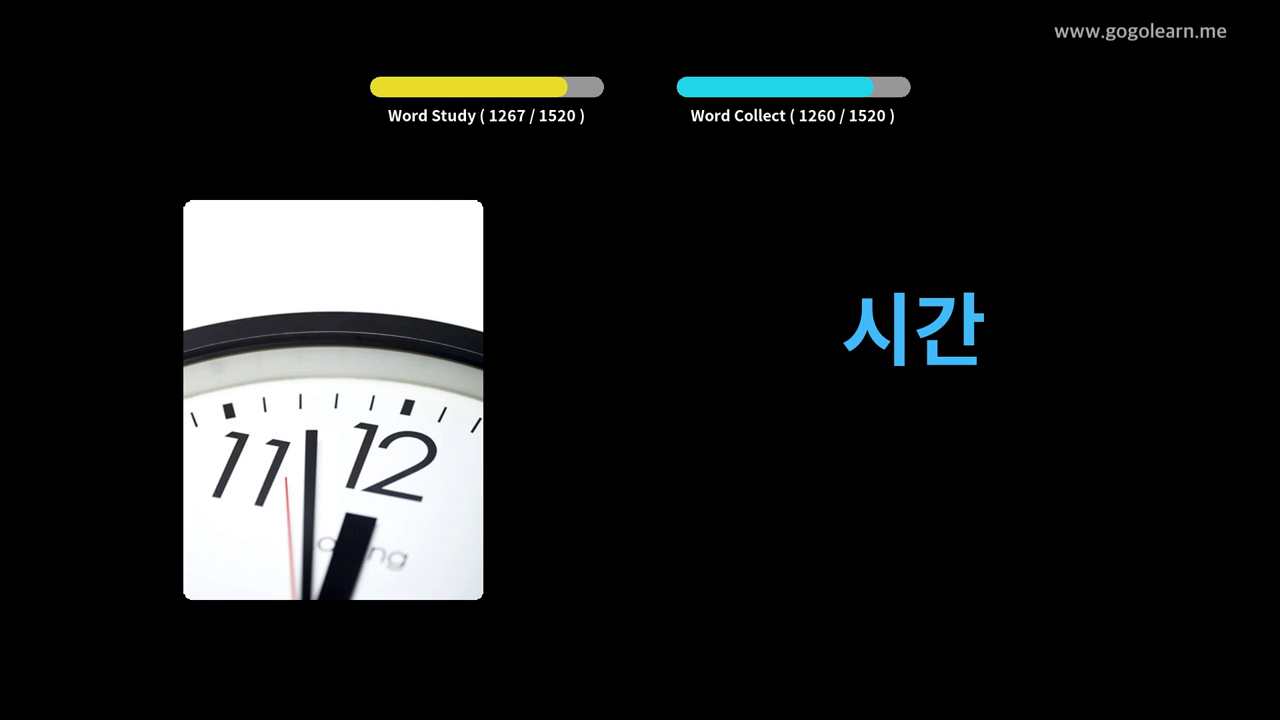 www.gogolearn.me
Word Study ( 1267 / 1520 )
Word Collect ( 1260 / 1520 )
시간
11
12